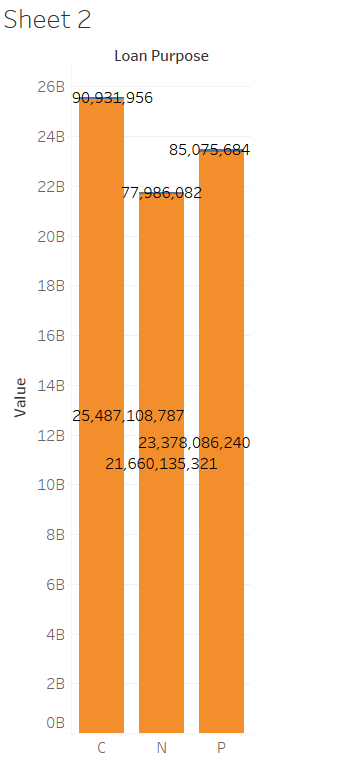 Sheet 2
Loan Purpose
26B
90,931,956
24B
85,075,684
22B
77,986,082
20B
18B
16B
14B
Value
25,487,108,787
12B
23,378,086,240
21,660,135,321
10B
8B
6B
4B
2B
0B
C N P